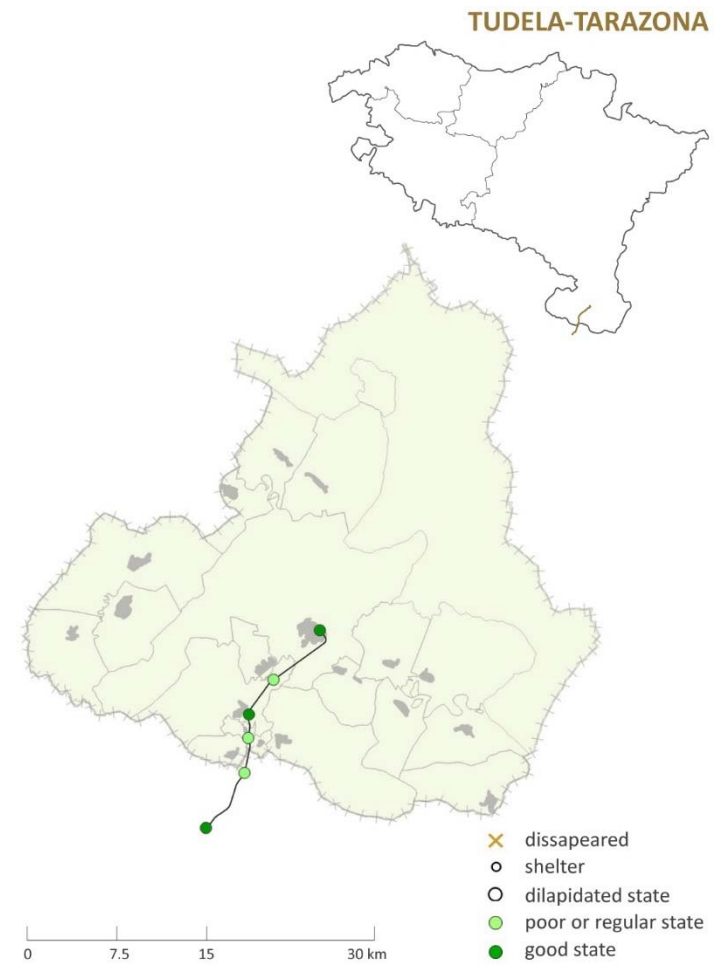 TUDELA-TARAZONA
dissapeared
shelter
dilapidated state
poor or regular state
good state
0 7.5 15 30 km